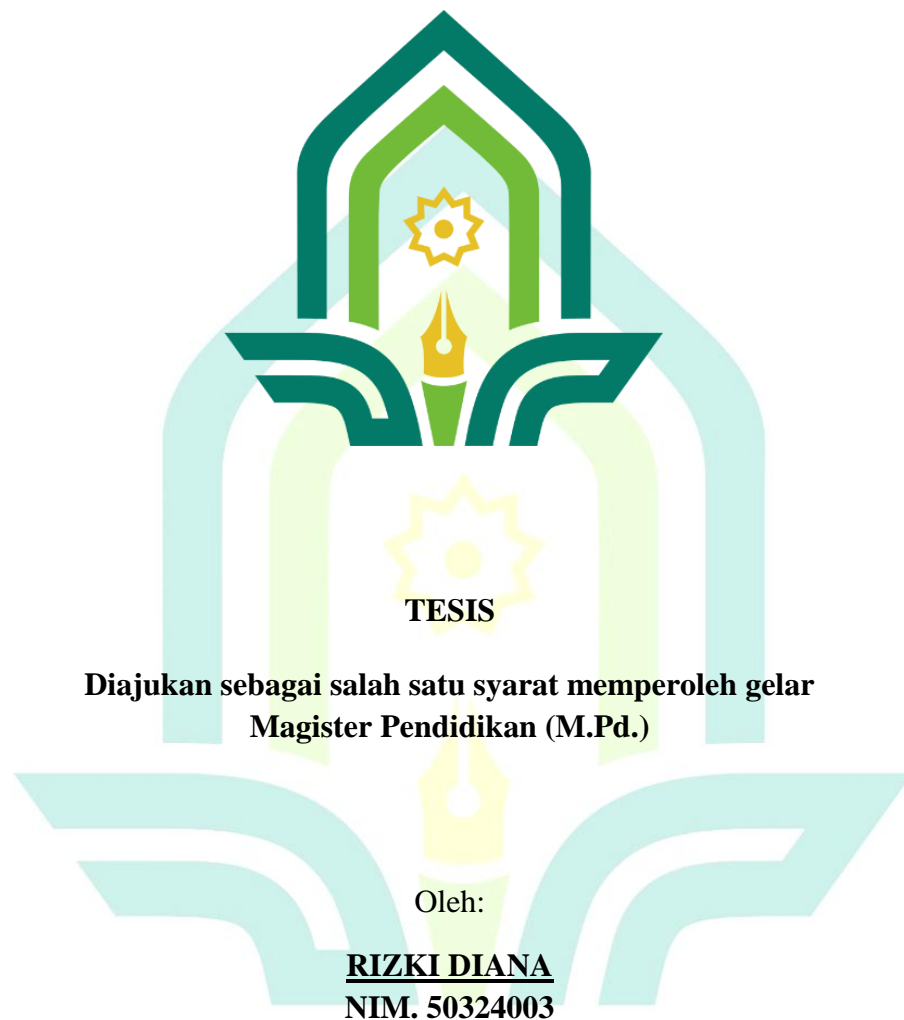 TESIS
Diajukan sebagai salah satu syarat memperoleh gelar
Magister Pendidikan (M.Pd.)
Oleh:
RIZKI DIANA
NIM. 50324003